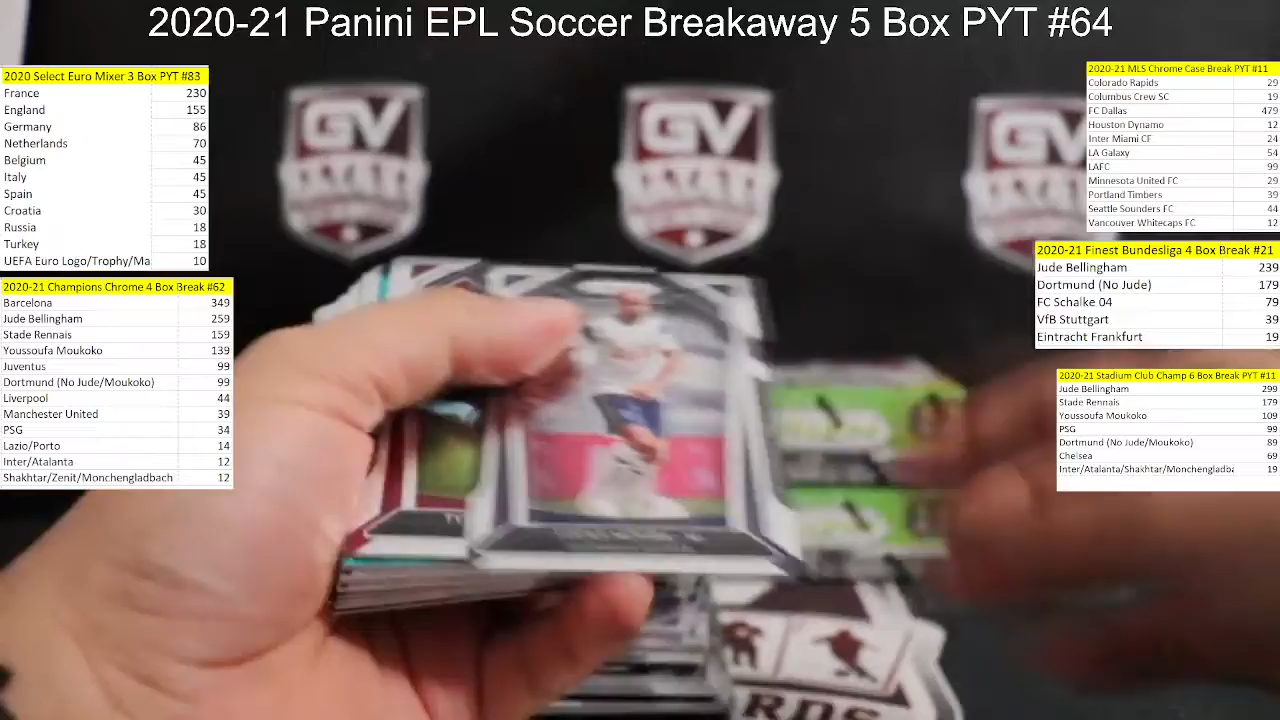 2020-21 Panini EPL Soccer Breakaway 5 Box PYT #64
2020 Select Euro Mixer 3 Box PYT #83
France 230
England 155
Germany 86
Netherlands 70
Belgium 45
Italy 45
Spain 45
Croatia 30
Russia 18
Turkey 18
UEFA Euro Logo/Trophy/Ma 10
2020-21 Champions Chrome 4 Box Break #62
Barcelona 349
Jude Bellingham 259
Stade Rennais 159
Youssoufa Moukoko 139
Juventus 99
Dortmund (No Jude/Moukoko) 99
Liverpool 44
Manchester United 39
PSG 34
Lazio/Porto 14
Inter/Atalanta 12
Shakhtar/Zenit/Monchengladbach 12
2020-21 MLS Chrome Case Break PYT #11
Colorado Rapids 29
Columbus Crew SC 19
FC Dallas 479
Houston Dynamo 12
Inter Miami CF 24
LA Galaxy 54
LAFC 99
Minnesota United FC 29
Portland Timbers 39
Seattle Sounders FC 44
Vancouver Whitecaps FC 12
2020-21 Finest Bundesliga 4 Box Break #21
Jude Bellingham 239
Dortmund (No Jude) 179
FC Schalke 04 79
VfB Stuttgart 39
Eintracht Frankfurt 19
2020-21 Stadium Club Champ 6 Box Break PYT #11
Jude Bellingham 299
Stade Rennais 179
Youssoufa Moukoko 109
PSG 99
Dortmund (No Jude/Moukoko) 89
Chelsea 69
Inter/Atalanta/Shakhtar/Monchengladba 19
GV
GV
GV